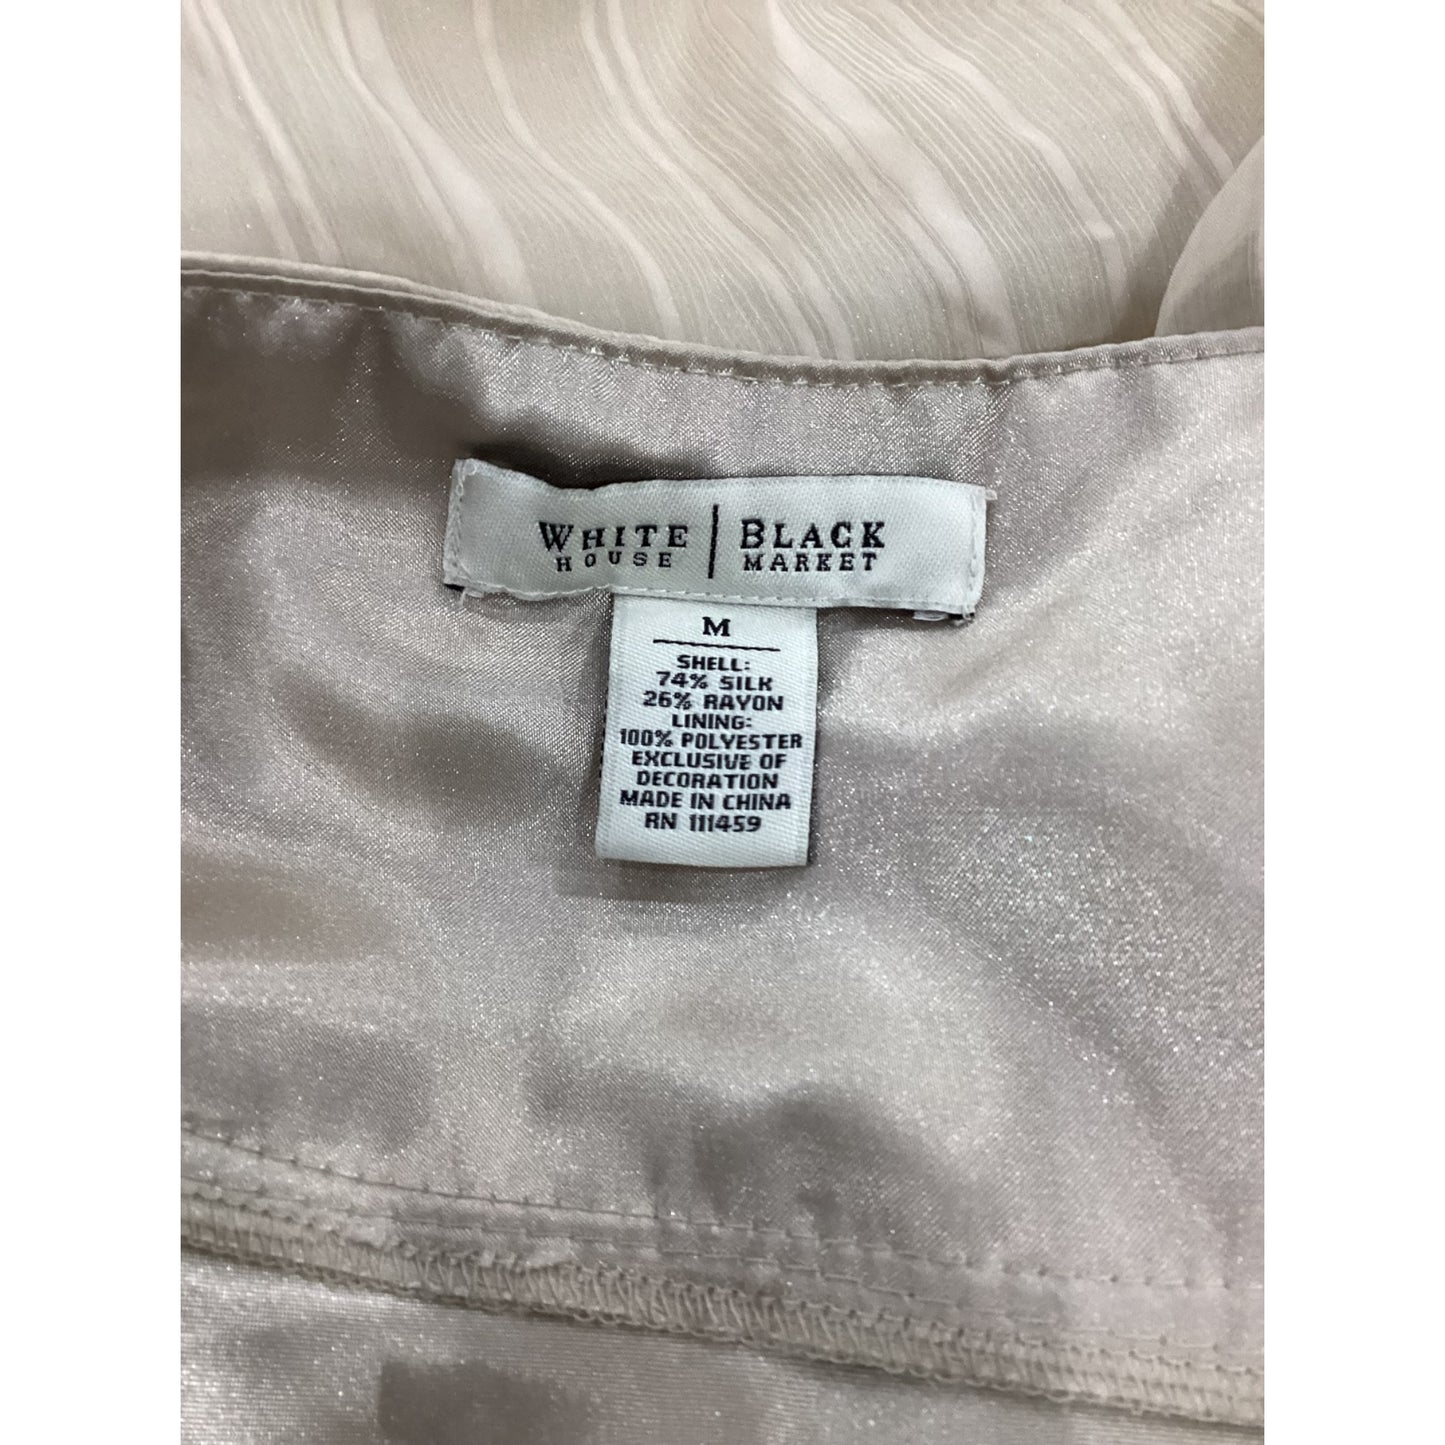 WHITE | BLACK
HOUSE MARKET
M
SHELL:
74% SILK
26% RAYON
LINING:
100% POLYESTER
EXCLUSIVE OF
DECORATION
MADE IN CHINA
RN 111459